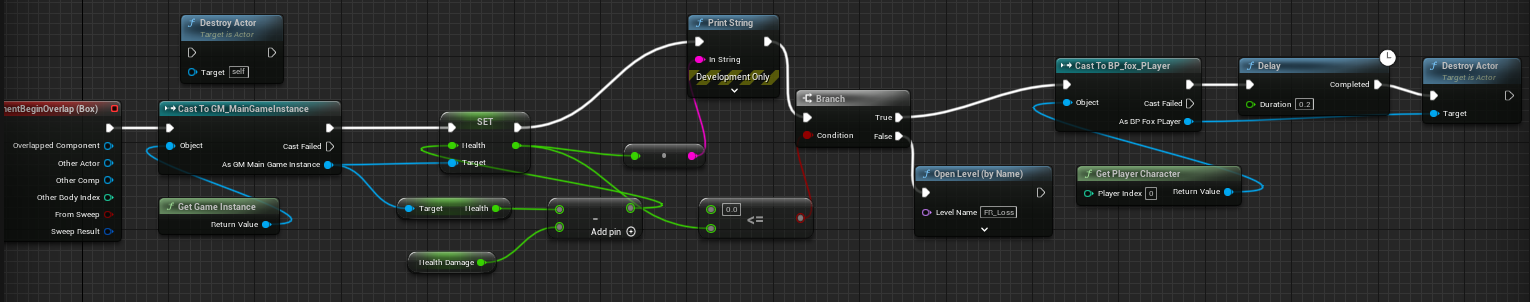 Destroy Actor
Target is Actor
Target self
nentBeginOverlap (Box)
Overlapped Component
Other Actor
Other Comp
Other Body Index
From Sweep
Sweep Result
Cast To GM_MainGameInstance
Object
Cast Failed
As GM Main Game Instance
Get Game Instance
Return Value
SET
Health
Target
Target Health
Health Damage
-
Add pin
Print String
In String
Development Only
0.0
<=
Branch
Condition
True
False
Open Level (by Name)
Level Name FR_Loss
Cast To BP_fox_PLayer
Object
Cast Failed
As BP Fox PLayer
Get Player Character
Player Index 0
Return Value
Delay
Completed
Duration 0.2
Destroy Actor
Target is Actor
Target